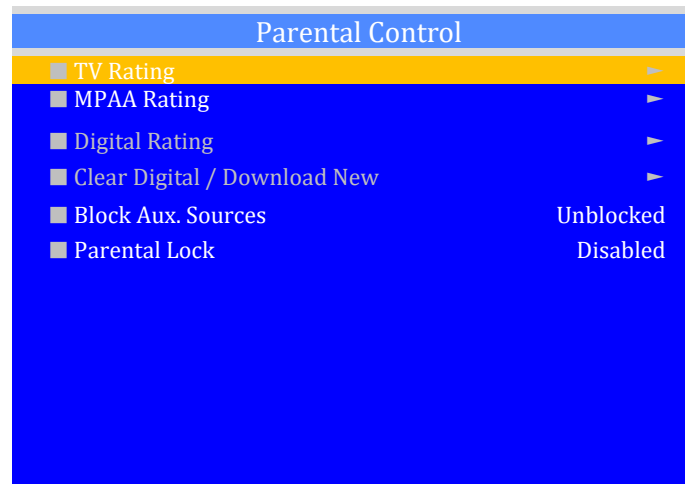 Parental Control
TV Rating
MPAA Rating
Digital Rating
Clear Digital / Download New
Block Aux. Sources Unblocked
Parental Lock Disabled